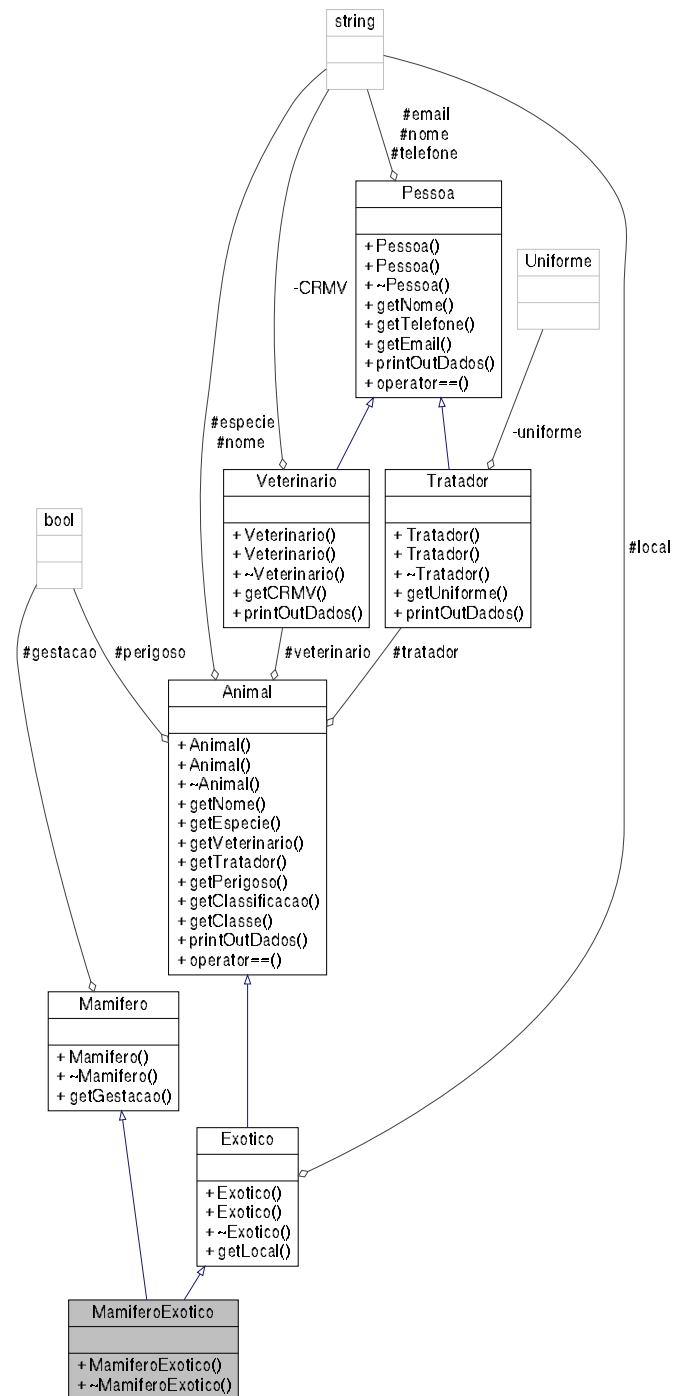 string
#email
#nome
#telefone
Pessoa
+ Pessoa()
+ Pessoa()
+ ~Pessoa()
+ getNome()
+ getTelefone()
+ getEmail()
+ printOutDados()
+ operator==()
Uniforme
-CRMV
#especie
#nome
-uniforme
Veterinario
+ Veterinario()
+ Veterinario()
+ ~Veterinario()
+ getCRMV()
+ printOutDados()
Tratador
+ Tratador()
+ Tratador()
+ ~Tratador()
+ getUniforme()
+ printOutDados()
bool
#local
#gestacao
#perigoso
#veterinario
#tratador
Animal
+ Animal()
+ Animal()
+ ~Animal()
+ getNome()
+ getEspecie()
+ getVeterinario()
+ getTratador()
+ getPerigoso()
+ getClassificacao()
+ getClasse()
+ printOutDados()
+ operator==()
Mamifero
+ Mamifero()
+ ~Mamifero()
+ getGestacao()
Exotico
+ Exotico()
+ Exotico()
+ ~Exotico()
+ getLocal()
MamiferoExotico
+ MamiferoExotico()
+ ~MamiferoExotico()